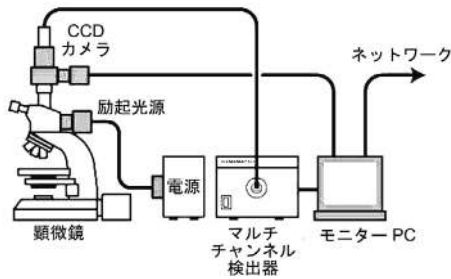 CCD
カメラ
ネットワーク
励起光源
電源
顕微鏡
マルチ
チャンネル
検出器
モニター PC